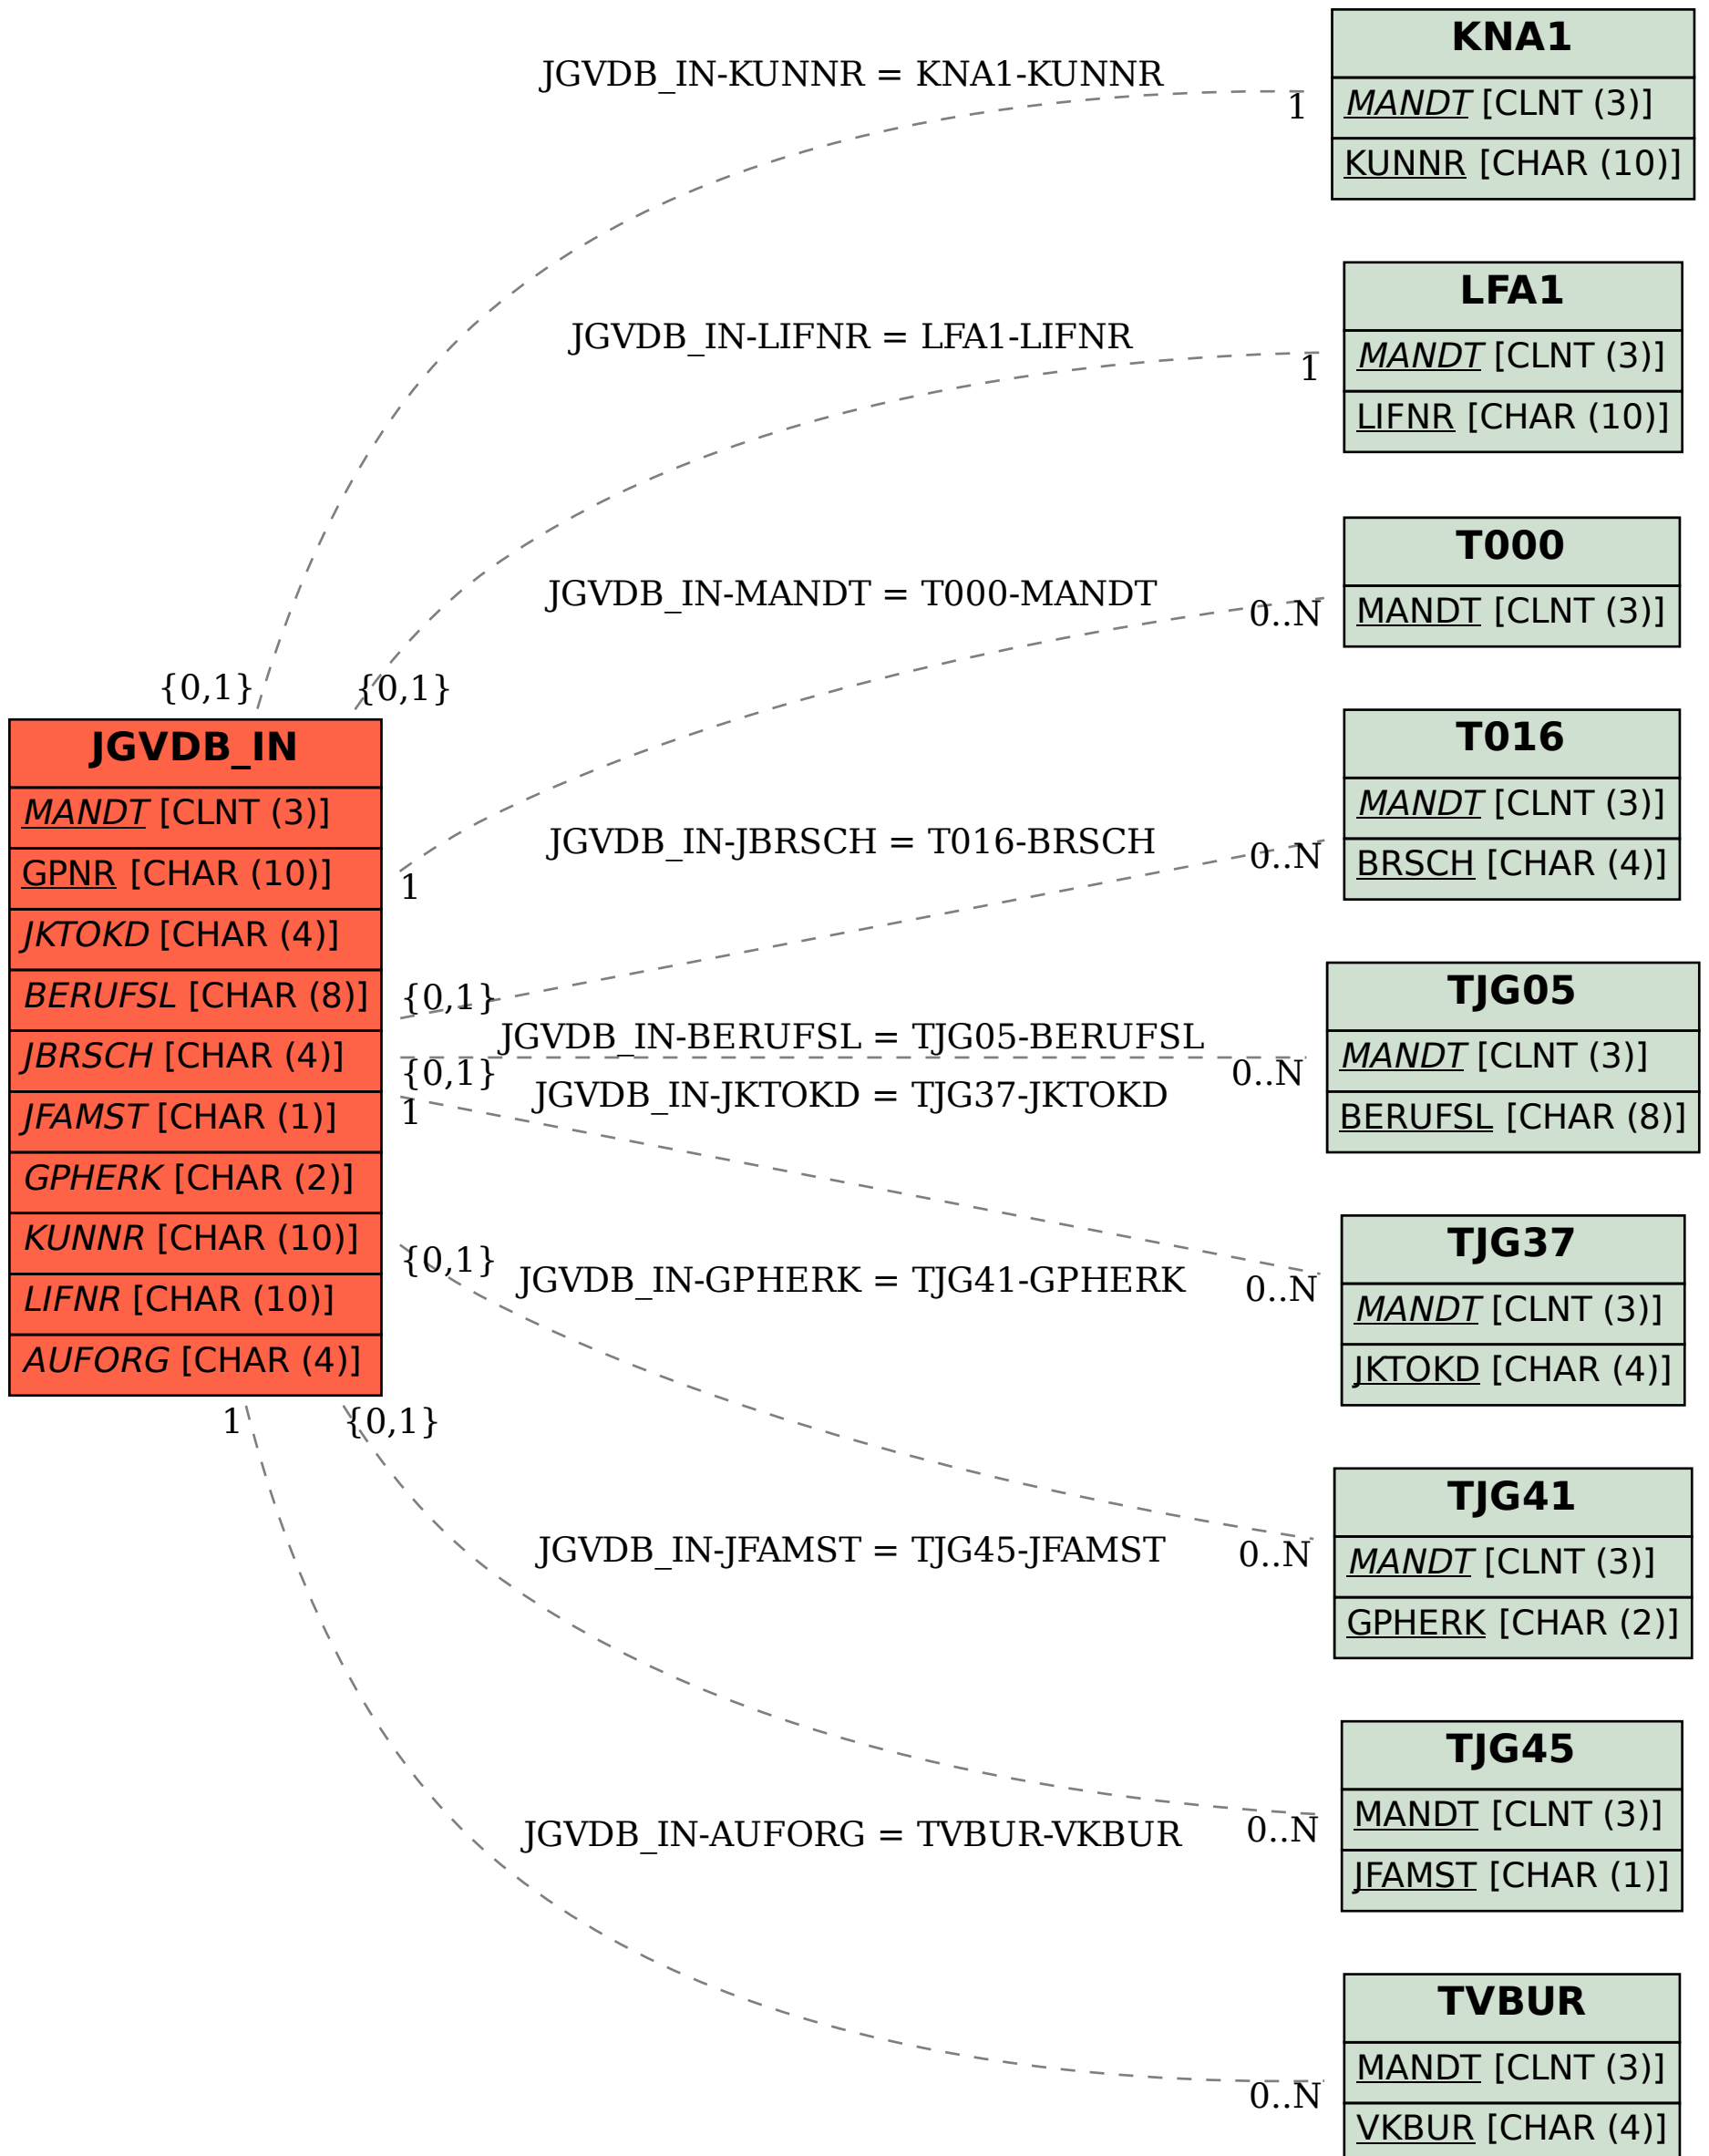 KNA1
MANDT [CLNT (3)]
KUNNR [CHAR (10)]
JGVDB_IN-KUNNR = KNA1-KUNNR
1
{0,1}
LFA1
MANDT [CLNT (3)]
LIFNR [CHAR (10)]
JGVDB_IN-LIFNR = LFA1-LIFNR
1
{0,1}
T000
MANDT [CLNT (3)]
JGVDB_IN-MANDT = T000-MANDT
0..N
1
T016
MANDT [CLNT (3)]
BRSCH [CHAR (4)]
JGVDB_IN-JBRSCH = T016-BRSCH
0..N
{0,1}
JGVDB_IN
MANDT [CLNT (3)]
GPNR [CHAR (10)]
JKTOKD [CHAR (4)]
BERUFSL [CHAR (8)]
JBRSCH [CHAR (4)]
JFAMST [CHAR (1)]
GPHERK [CHAR (2)]
KUNNR [CHAR (10)]
LIFNR [CHAR (10)]
AUFORG [CHAR (4)]
TJG05
MANDT [CLNT (3)]
BERUFSL [CHAR (8)]
JGVDB_IN-BERUFSL = TJG05-BERUFSL
0..N
{0,1}
JGVDB_IN-JKTOKD = TJG37-JKTOKD
1
0..N
TJG37
MANDT [CLNT (3)]
JKTOKD [CHAR (4)]
{0,1}
JGVDB_IN-GPHERK = TJG41-GPHERK
0..N
TJG41
MANDT [CLNT (3)]
GPHERK [CHAR (2)]
1
{0,1}
JGVDB_IN-JFAMST = TJG45-JFAMST
0..N
TJG45
MANDT [CLNT (3)]
JFAMST [CHAR (1)]
JGVDB_IN-AUFORG = TVBUR-VKBUR
0..N
TVBUR
MANDT [CLNT (3)]
VKBUR [CHAR (4)]